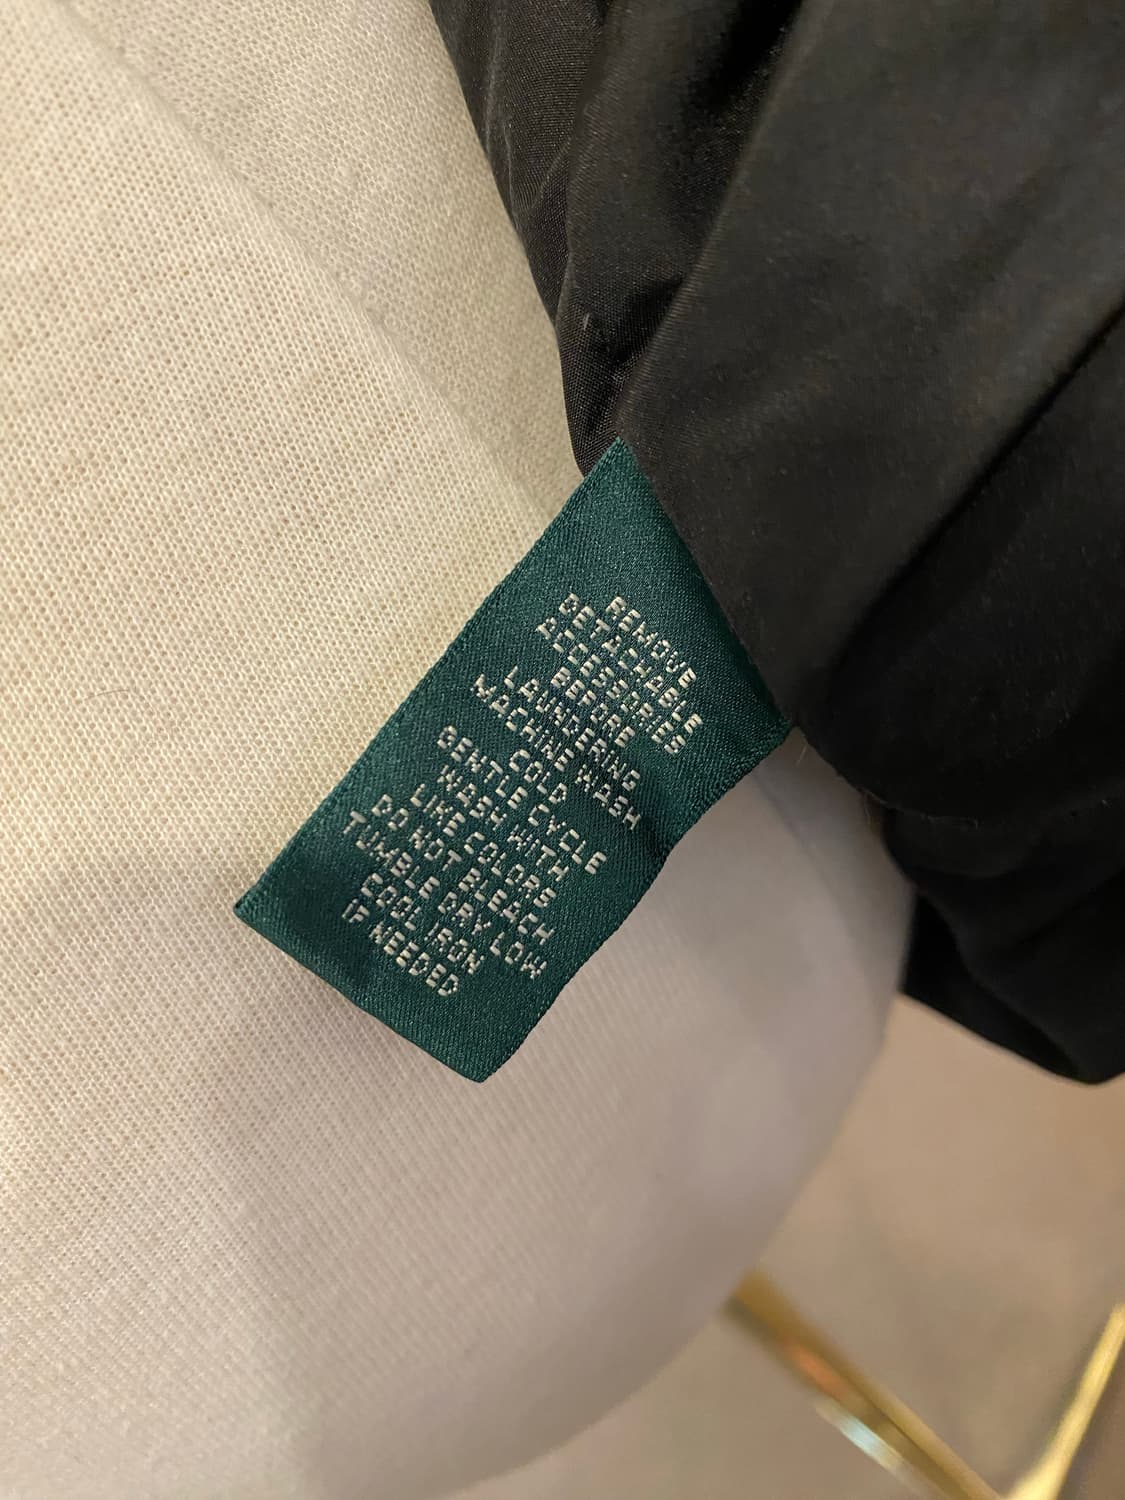 REMOVE
DETACHABLE
ACCESSORIES
BEFORE
LAUNDERING
MACHINE WASH
COLD
GENTLE CYCLE
WASH WITH
LIKE COLORS
DO NOT BLEACH
TUMBLE DRY LOW
COOL IRON
IF NEEDED